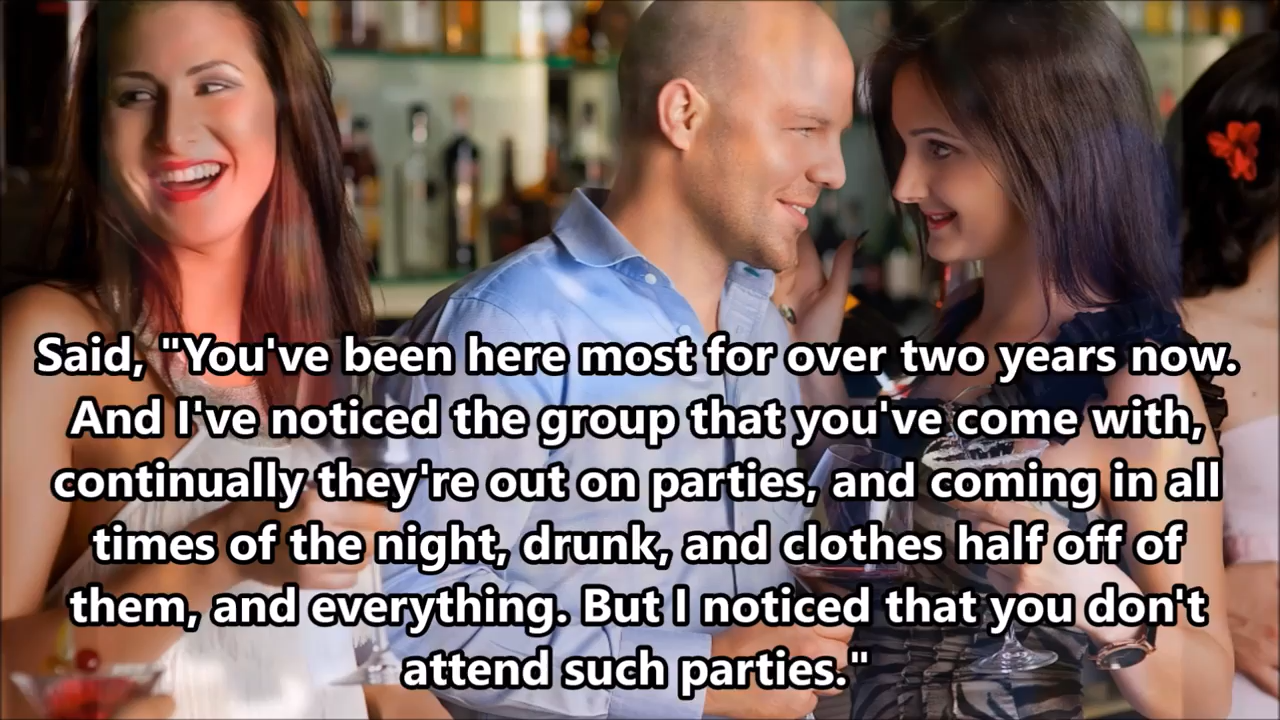 Said, "You've been here most for over two years now.
And I've noticed the group that you've come with,
continually they're out on parties, and coming in all
times of the night, drunk, and clothes half off of
them, and everything. But I noticed that you don't
attend such parties."